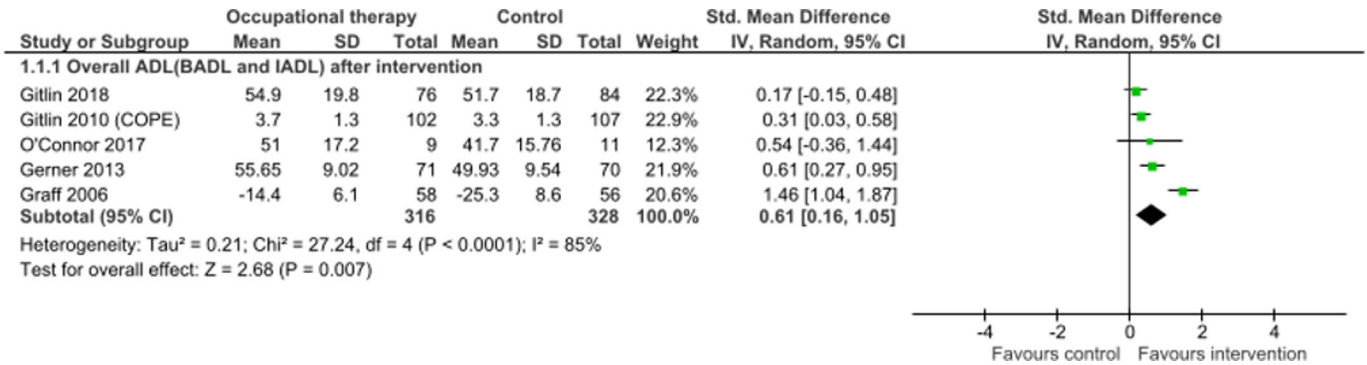 Occupational therapy Control Std. Mean Difference Std. Mean Difference
Study or Subgroup Mean SD Total Mean SD Total Weight IV, Random, 95% CI IV, Random, 95% CI
1.1.1 Overall ADL(BADL and IADL) after intervention
Gitlin 2018 54.9 19.8 76 51.7 18.7 84 22.3% 0.17 [-0.15, 0.48]
Gitlin 2010 (COPE) 3.7 1.3 102 3.3 1.3 107 22.9% 0.31 [0.03, 0.58]
O'Connor 2017 51 17.2 9 41.7 15.76 11 12.3% 0.54 [-0.36, 1.44]
Gerner 2013 55.65 9.02 71 49.93 9.54 70 21.9% 0.61 [0.27, 0.95]
Graff 2006 -14.4 6.1 58 -25.3 8.6 56 20.6% 1.46 [1.04, 1.87]
Subtotal (95% CI) 316 328 100.0% 0.61 [0.16, 1.05]
Heterogeneity: Tau² = 0.21; Chi² = 27.24, df = 4 (P < 0.0001); I² = 85%
Test for overall effect: Z = 2.68 (P = 0.007)
-4 -2 0 2 4
Favours control Favours intervention